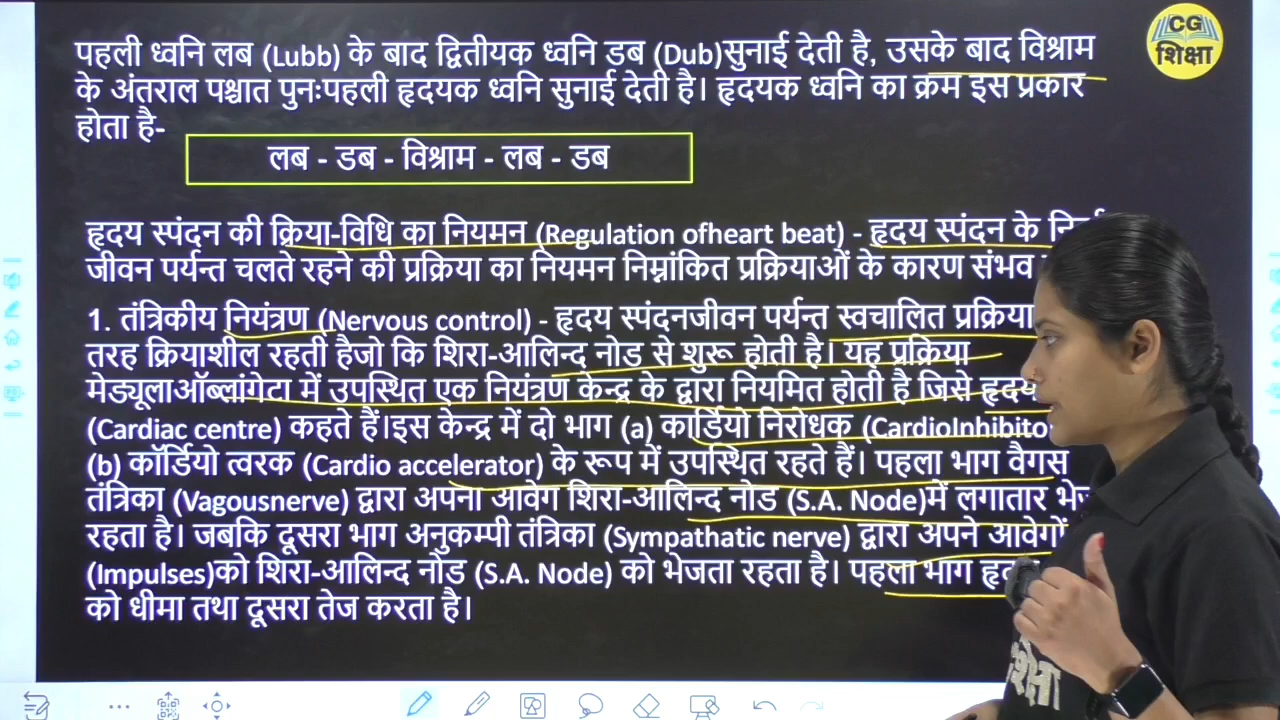 CG
शिक्षा
पहली ध्वनि लब (Lubb) के बाद द्वितीयक ध्वनि डब (Dub)सुनाई देती है, उसके बाद विश्राम
के अंतराल पश्चात पुनःपहली हृदयक ध्वनि सुनाई देती है। हृदयक ध्वनि का क्रम इस प्रकार
होता है-
लब - डब - विश्राम - लब - डब
हृदय स्पंदन की क्रिया-विधि का नियमन (Regulation ofheart beat) - हृदय स्पंदन के
जीवन पर्यन्त चलते रहने की प्रक्रिया का नियमन निम्नांकित प्रक्रियाओं के कारण संभव
1. तंत्रिकीय नियंत्रण (Nervous control) - हृदय स्पंदनजीवन पर्यन्त स्वचालित प्रक्रिया
तरह क्रियाशील रहती हैजो कि शिरा-आलिन्द नोड से शुरू होती है। यह प्रक्रिया
मेड्यूलाऑब्लांगेटा में उपस्थित एक नियंत्रण केन्द्र के द्वारा नियमित होती है जिसे हृदय
(Cardiac centre) कहते हैं।इस केन्द्र में दो भाग (a) कार्डियो निरोधक (CardioInhibito
(b) कॉर्डियो त्वरक (Cardio accelerator) के रूप में उपस्थित रहते हैं। पहला भाग वैगस
तंत्रिका (Vagousnerve) द्वारा अपना आवेग शिरा-आलिन्द नोड (S.A. Node)में लगातार
रहता है। जबकि दूसरा भाग अनुकम्पी तंत्रिका (Sympathatic nerve) द्वारा अपने आवेगों
(Impulses)को शिरा-आलिन्द नोड (S.A. Node) को भेजता रहता है। पहला भाग
को धीमा तथा दूसरा तेज करता है।